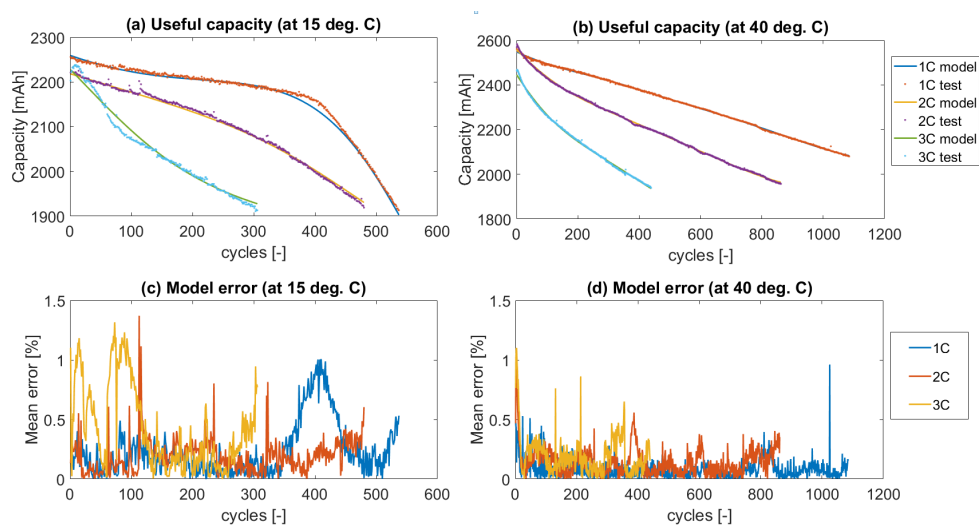 (a) Useful capacity (at 15 deg. C)
2300
2200
2100
2000
1900
Capacity [mAh]
0 100 200 300 400 500 600
cycles [-]
(b) Useful capacity (at 40 deg. C)
2600
2400
2200
2000
1800
Capacity [mAh]
0 200 400 600 800 1000 1200
cycles [-]
1C model
1C test
2C model
2C test
3C model
3C test
(c) Model error (at 15 deg. C)
1.5
1
0.5
0
Mean error [%]
0 100 200 300 400 500 600
cycles [-]
(d) Model error (at 40 deg. C)
1.5
1
0.5
0
Mean error [%]
0 200 400 600 800 1000 1200
cycles [-]
1C
2C
3C